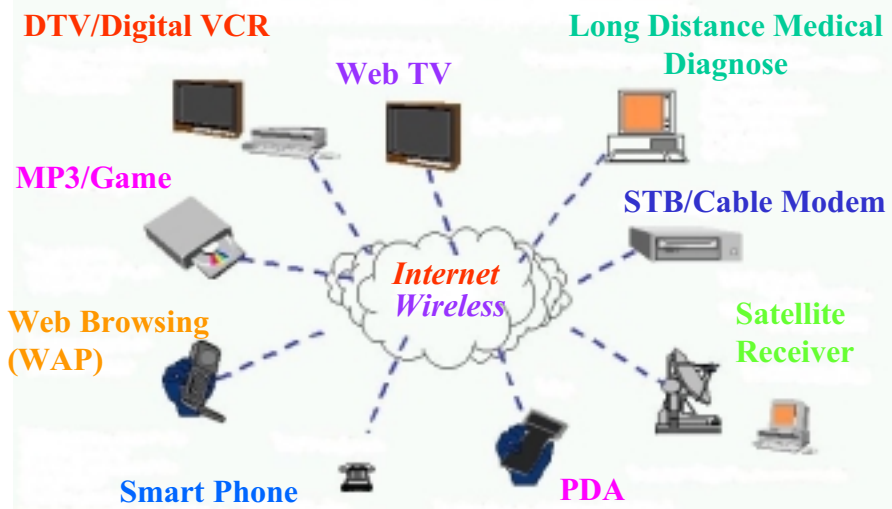 DTV/Digital VCR
Long Distance Medical
Diagnose
Web TV
MP3/Game
STB/Cable Modem
Internet
Wireless
Web Browsing
(WAP)
Satellite
Receiver
Smart Phone
PDA